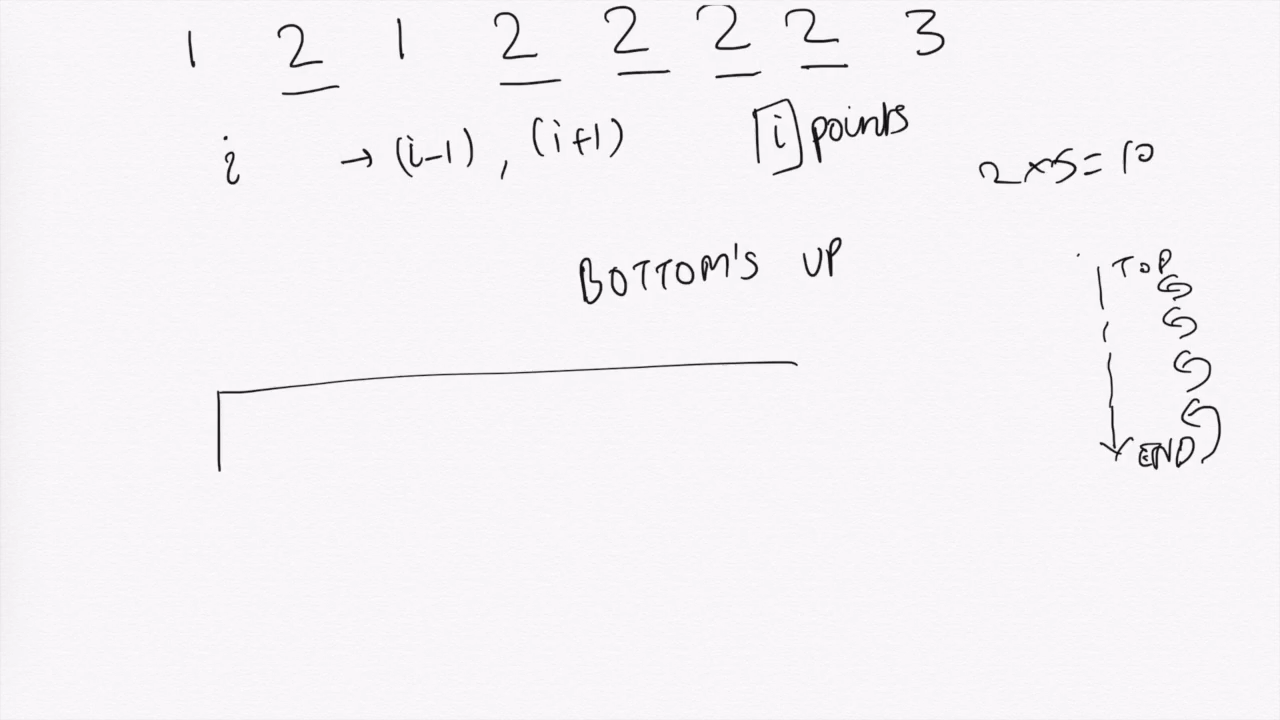 1 2 1 2 2 2 2 3
i → (i-1), (i+1) [i] points
2×5=10
BOTTOM'S UP
TOP
END